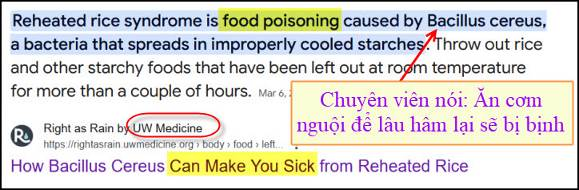 Reheated rice syndrome is food poisoning caused by Bacillus cereus,
a bacteria that spreads in improperly cooled starches. Throw out rice
and other starchy foods that have been left out at room temperature
for more than a couple of hours. Mar 6, 2
Chuyên viên nói: Ăn cơm
nguội để lâu hâm lại sẽ bị bịnh
Right as Rain by UW Medicine
https://rightasrain.uwmedicine.org › body › food › left...
How Bacillus Cereus Can Make You Sick from Reheated Rice